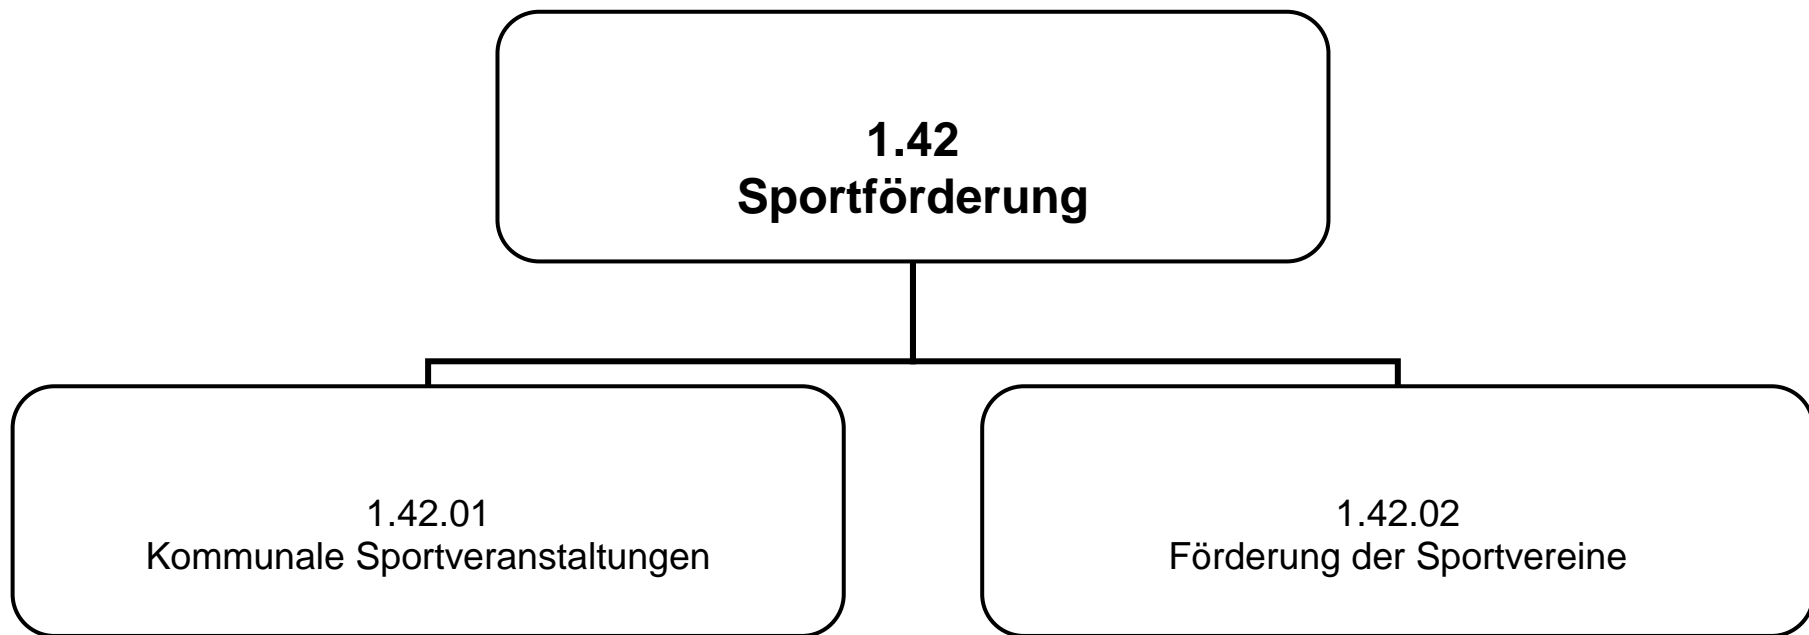 1.42
Sportförderung
1.42.01
Kommunale Sportveranstaltungen
1.42.02
Förderung der Sportvereine